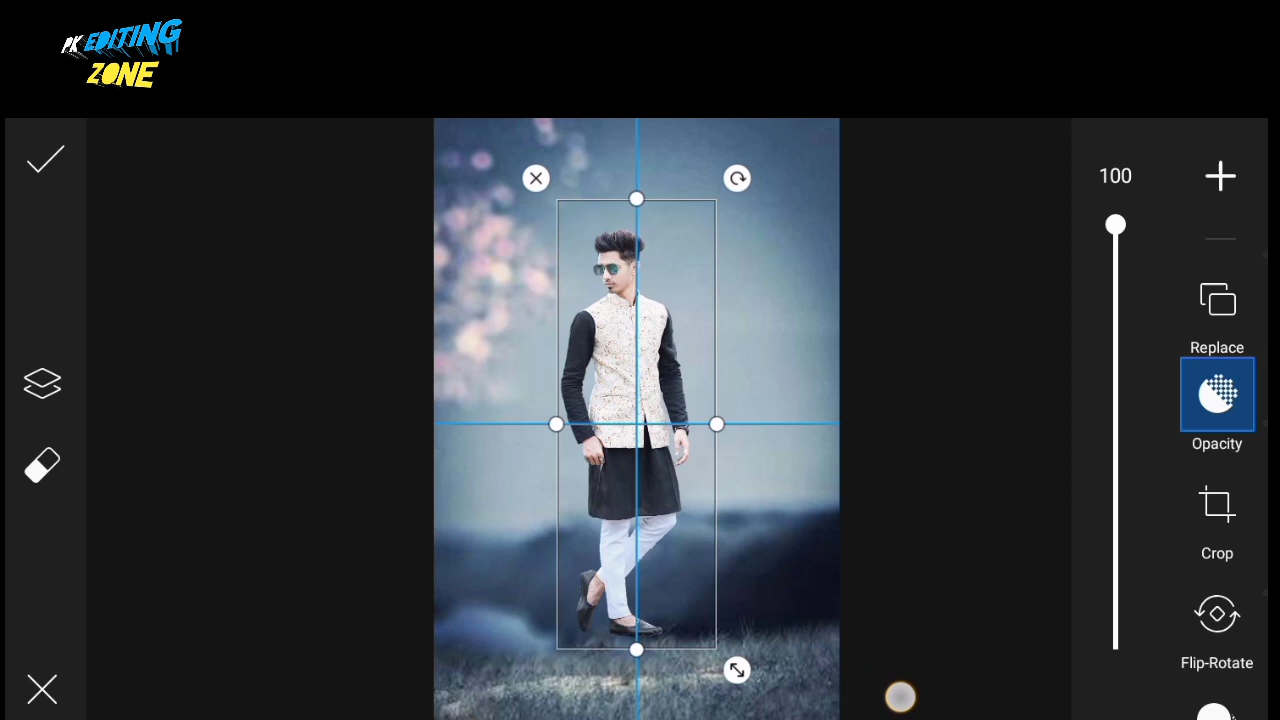 PK EDITING
ZONE
100
Replace
Opacity
Crop
Flip-Rotate